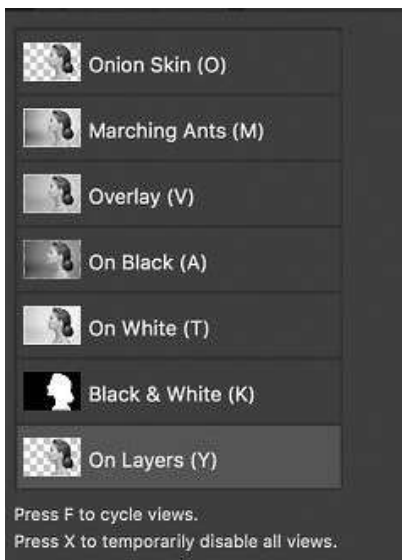 Onion Skin (O)
Marching Ants (M)
Overlay (V)
On Black (A)
On White (T)
Black & White (K)
On Layers (Y)
Press F to cycle views.
Press X to temporarily disable all views.